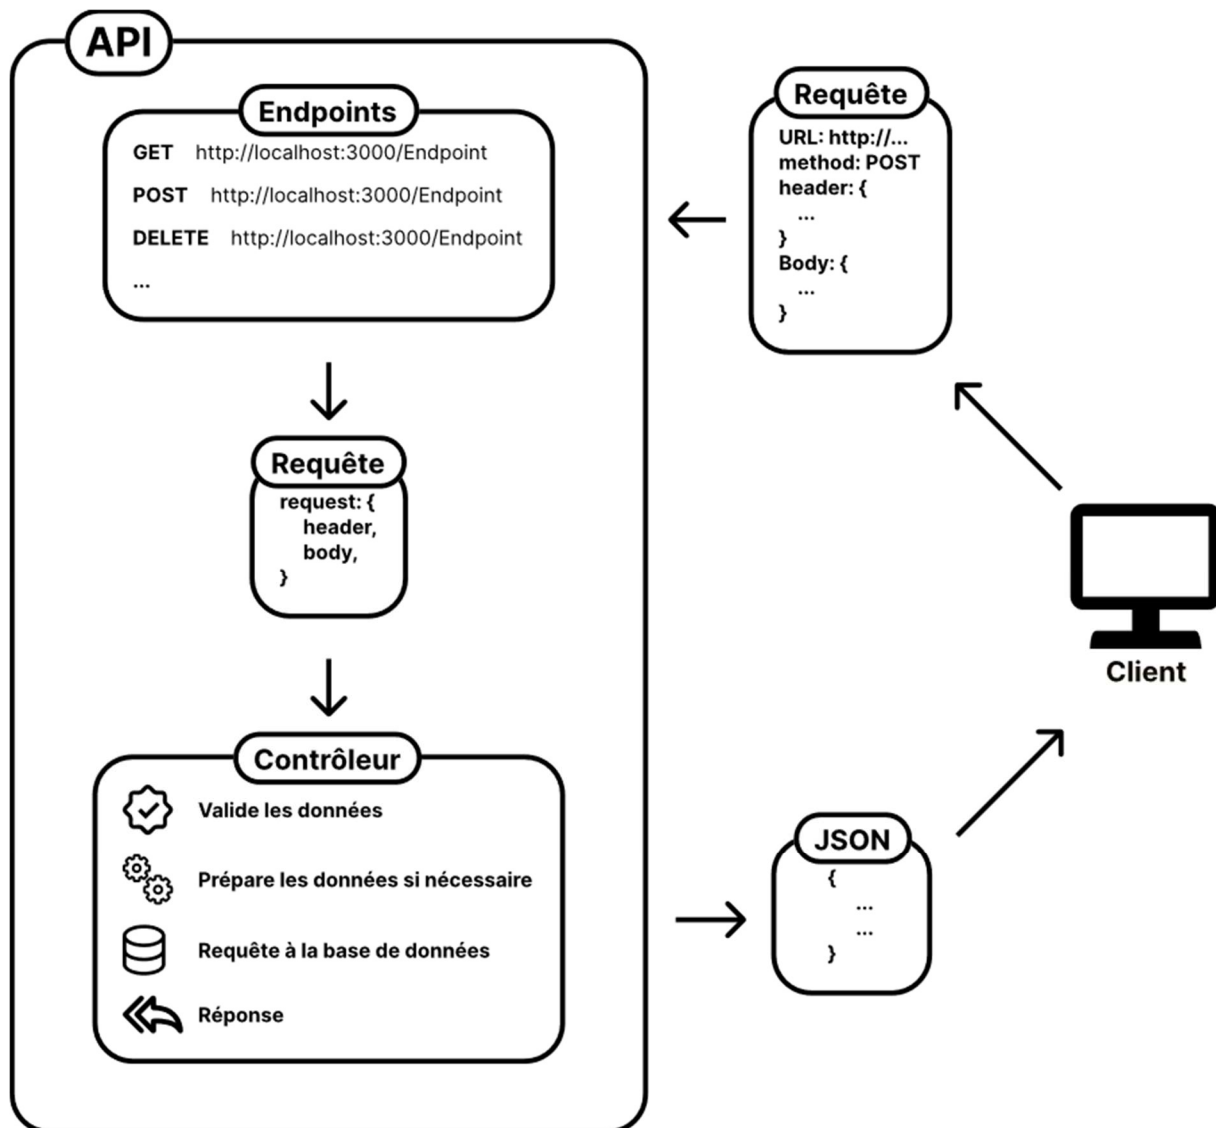 API
Endpoints
GET http://localhost:3000/Endpoint
POST http://localhost:3000/Endpoint
DELETE http://localhost:3000/Endpoint
...
Requête
request: {
header,
body,
}
Contrôleur
Valide les données
Prépare les données si nécessaire
Requête à la base de données
Réponse
Requête
URL: http://...
method: POST
header: {
...
}
Body: {
...
}
Client
JSON
{
...
...
}